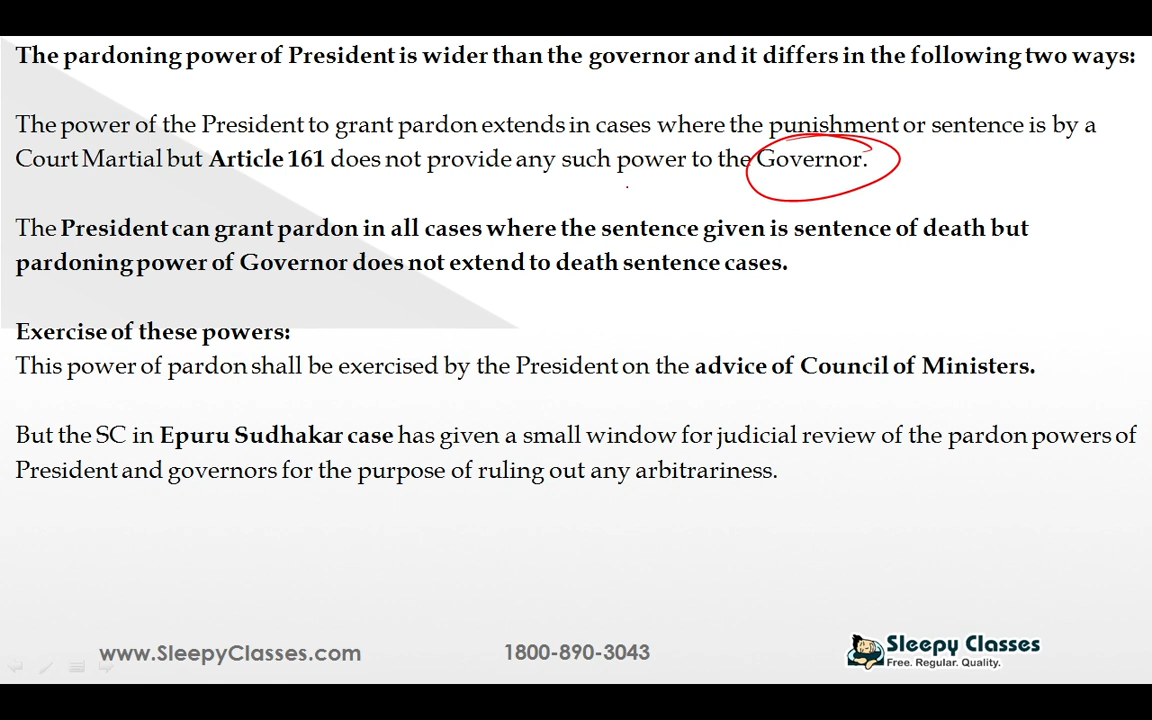 The pardoning power of President is wider than the governor and it differs in the following two ways:
The power of the President to grant pardon extends in cases where the punishment or sentence is by a
Court Martial but Article 161 does not provide any such power to the Governor.
The President can grant pardon in all cases where the sentence given is sentence of death but
pardoning power of Governor does not extend to death sentence cases.
Exercise of these powers:
This power of pardon shall be exercised by the President on the advice of Council of Ministers.
But the SC in Epuru Sudhakar case has given a small window for judicial review of the pardon powers of
President and governors for the purpose of ruling out any arbitrariness.
www.SleepyClasses.com 1800-890-3043 Sleepy Classes
Free. Regular. Quality.